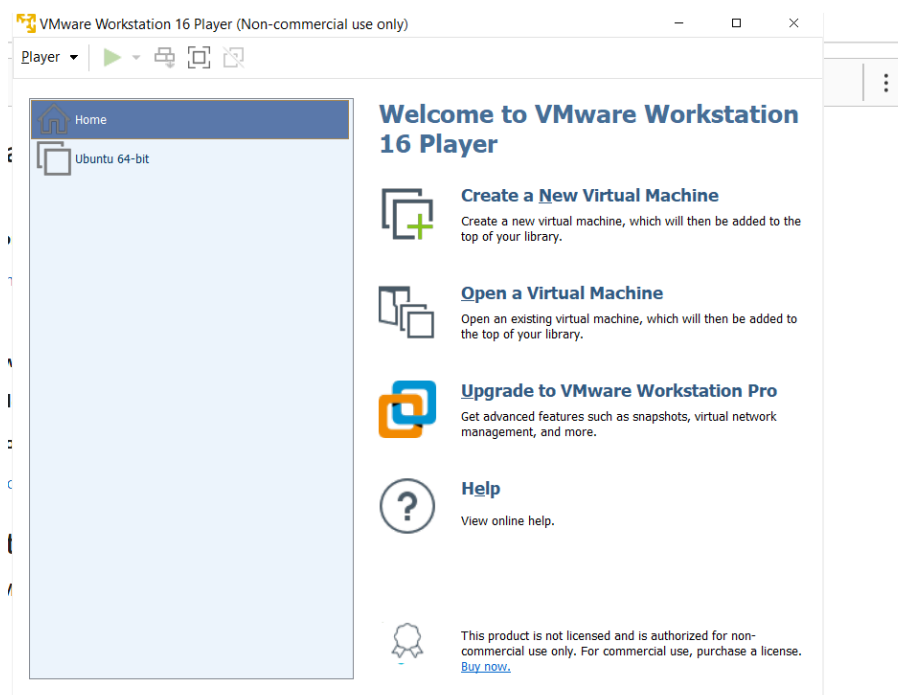 VMware Workstation 16 Player (Non-commercial use only)
Player
Home
Ubuntu 64-bit
Welcome to VMware Workstation
16 Player
Create a New Virtual Machine
Create a new virtual machine, which will then be added to the
top of your library.
Open a Virtual Machine
Open an existing virtual machine, which will then be added to
the top of your library.
Upgrade to VMware Workstation Pro
Get advanced features such as snapshots, virtual network
management, and more.
Help
View online help.
This product is not licensed and is authorized for non-
commercial use only. For commercial use, purchase a license.
Buy now.